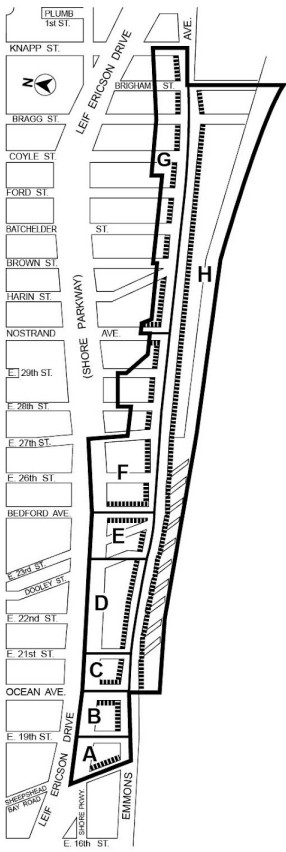 PLUMB
1st ST.
AVE.
KNAPP ST.
LEIF ERICSON DRIVE
N
BRIGHAM ST.
BRAGG ST.
G
COYLE ST.
FORD ST.
BATCHELDER ST.
BROWN ST.
H
HARIN ST.
(SHORE PARKWAY)
NOSTRAND AVE.
E. 29th ST.
E. 28th ST.
E. 27th ST.
F
E. 26th ST.
BEDFORD AVE.
E
E. 23rd ST.
DOOLEY ST.
D
E. 22nd ST.
E. 21st ST.
C
OCEAN AVE.
B
E. 19th ST.
A
SHEEPSHEAD
BAY ROAD
LEIF ERICSON DRIVE
SHORE PKWY.
EMMONS
E. 16th ST.